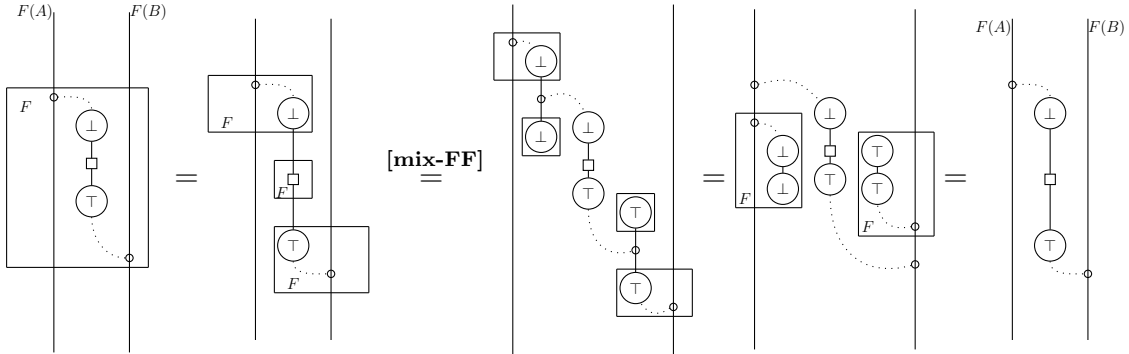 F(A) F(B) F(A) F(B)
F ⊥ ⊤
=
F ⊥ F ⊤ F
[mix-FF]
=
⊥ ⊥ ⊥ ⊤ ⊤ ⊤
=
⊥ ⊥ F ⊥ ⊤ ⊤ ⊤ F
=
⊥ ⊤